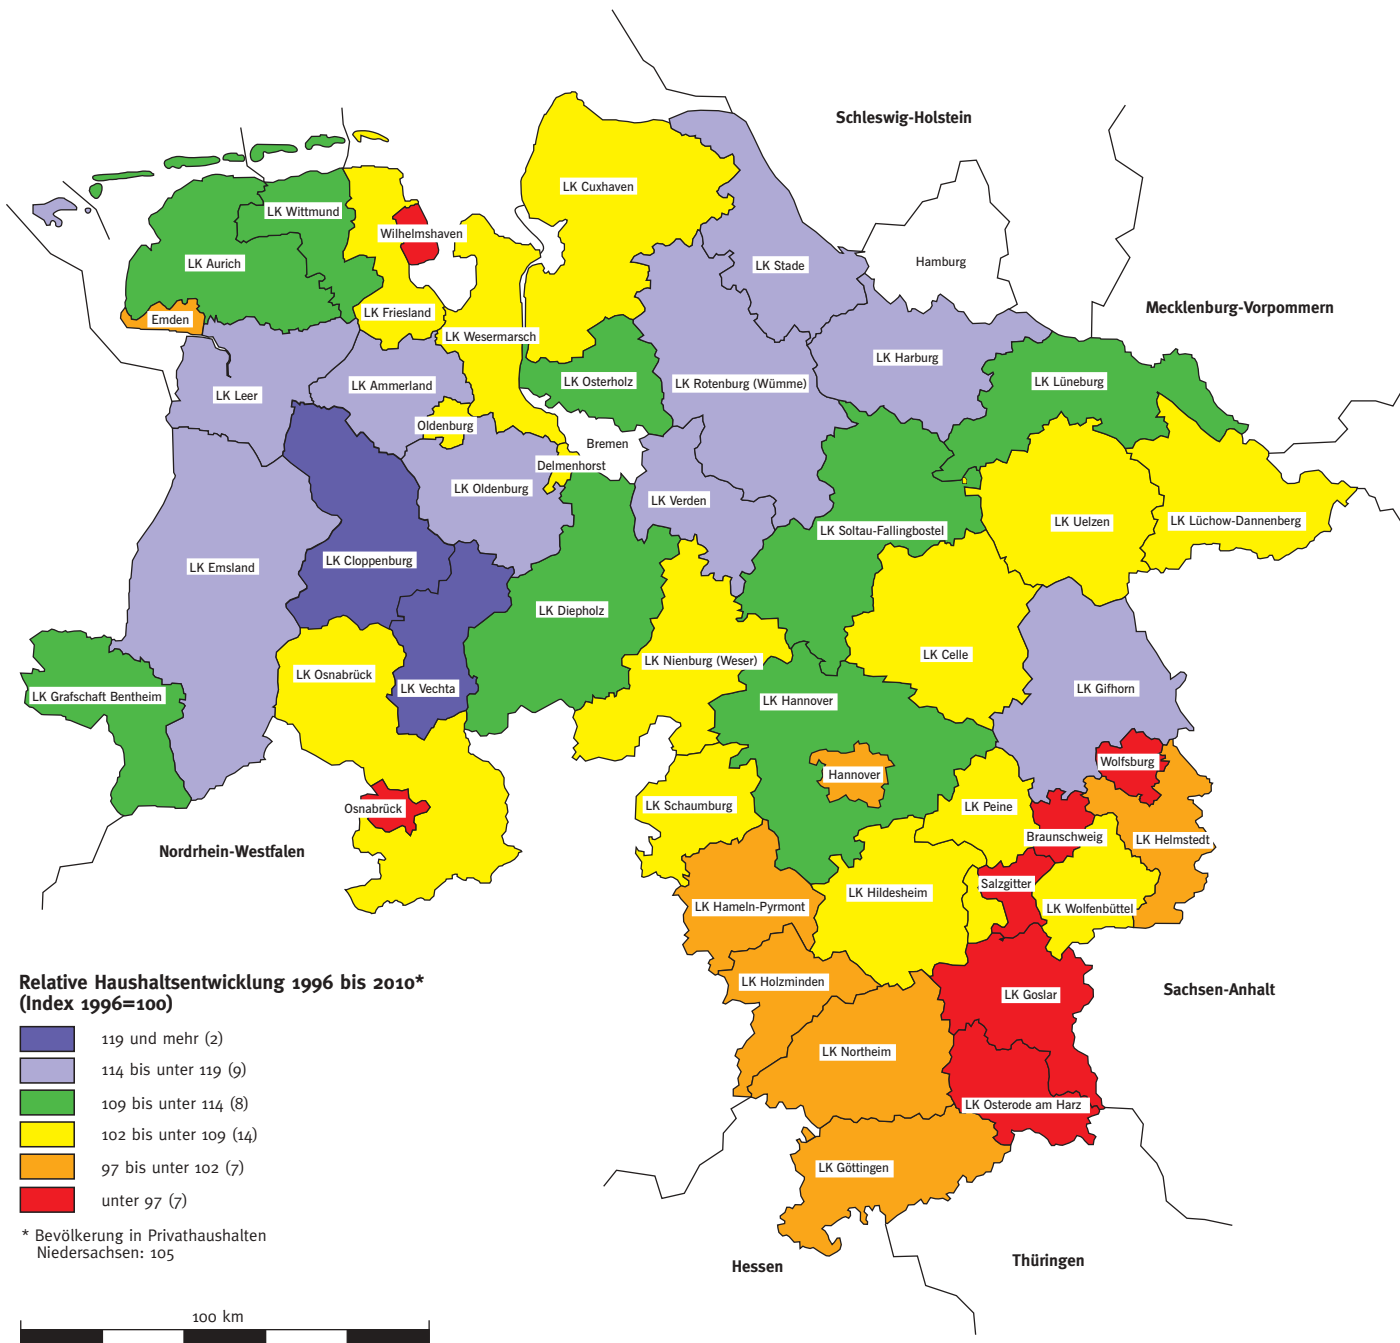 Schleswig-Holstein
LK Cuxhaven
LK Wittmund
Wilhelmshaven
LK Aurich
LK Stade
Hamburg
Mecklenburg-Vorpommern
Emden
LK Friesland
LK Wesermarsch
LK Harburg
LK Osterholz
LK Rotenburg (Wümme)
LK Lüneburg
LK Ammerland
LK Leer
Oldenburg
Bremen
Delmenhorst
LK Oldenburg
LK Verden
LK Soltau-Fallingbostel
LK Uelzen
LK Lüchow-Dannenberg
LK Emsland
LK Cloppenburg
LK Diepholz
LK Nienburg (Weser)
LK Celle
LK Osnabrück
LK Vechta
LK Gifhorn
LK Grafschaft Bentheim
LK Hannover
Wolfsburg
Hannover
Osnabrück
LK Schaumburg
LK Peine
Braunschweig
LK Helmstedt
Nordrhein-Westfalen
Salzgitter
LK Hildesheim
LK Hameln-Pyrmont
LK Wolfenbüttel
LK Holzminden
LK Goslar
Sachsen-Anhalt
LK Northeim
LK Osterode am Harz
LK Göttingen
Hessen
Thüringen
Relative Haushaltsentwicklung 1996 bis 2010*
(Index 1996=100)
119 und mehr (2)
114 bis unter 119 (9)
109 bis unter 114 (8)
102 bis unter 109 (14)
97 bis unter 102 (7)
unter 97 (7)
* Bevölkerung in Privathaushalten
Niedersachsen: 105
100 km